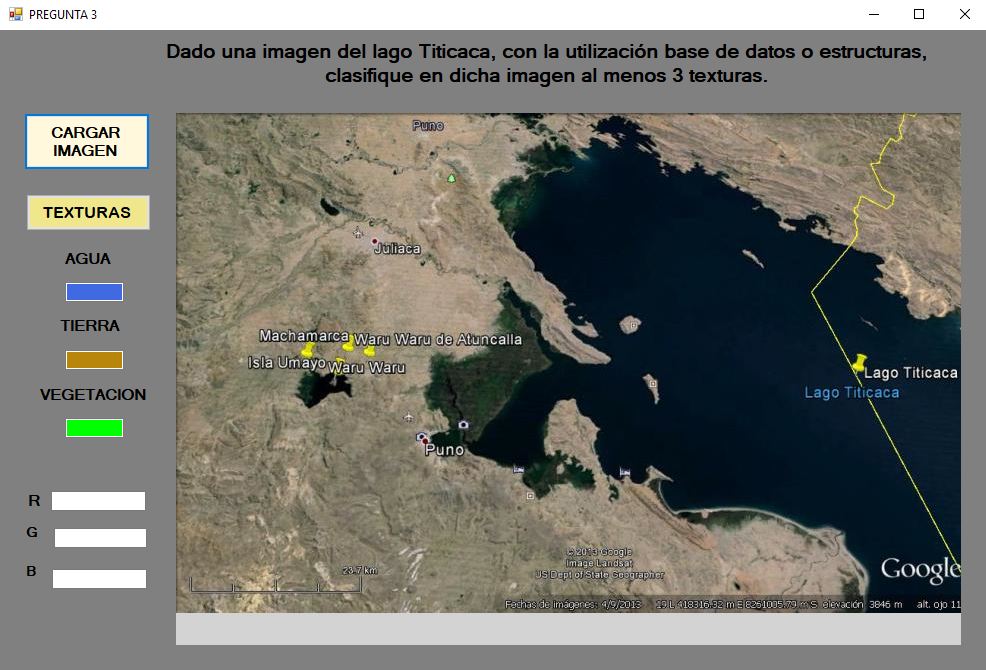 PREGUNTA 3
Dado una imagen del lago Titicaca, con la utilización base de datos o estructuras,
clasifique en dicha imagen al menos 3 texturas.
CARGAR
IMAGEN
TEXTURAS
AGUA
TIERRA
VEGETACION
R
G
B
Puno
Juliaca
Machamarca
Waru Waru de Atuncalla
Isla Umayo
Waru Waru
Lago Titicaca
Lago Titicaca
Puno
© 2013 Google
Image Landsat
US Dept of State Geographer
23.7 km
Google
Fechas de imágenes: 4/9/2013 19 L 418316.32 m E 8261005.79 m S elevación 3846 m alt. ojo 11